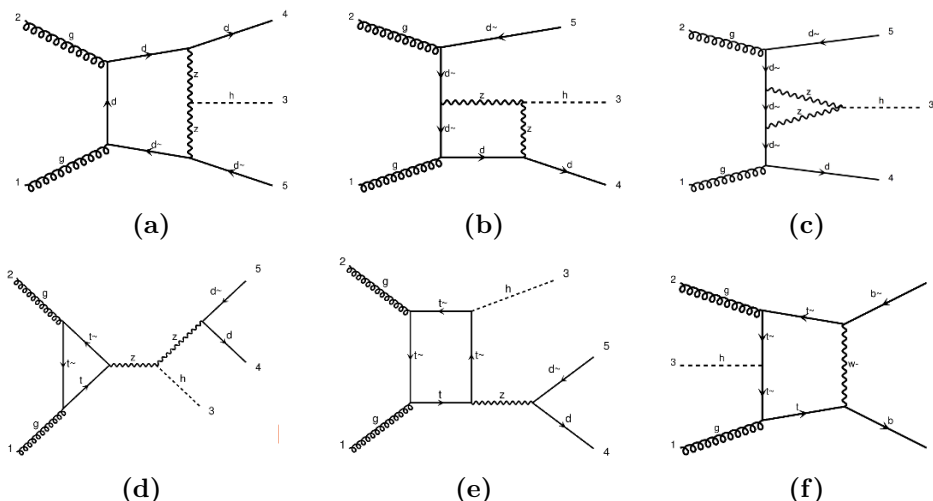 2 g d d 4
d z h 3
z
1 g d~ d~ 5
(a)
2 g d~ 5
d~ z h 3
d~ z
1 g d d 4
(b)
2 g d~ 5
d~ z
d~ h 3
z
d~
1 g d 4
(c)
2 g t~ z d~ 5
t~ z d 4
h 3
1 g t
(d)
2 g t~ h 3
t~ t~ d~ 5
1 g t z d 4
(e)
2 g t~ b~ 5
t~
3 h w-
t~
1 g t b
(f)